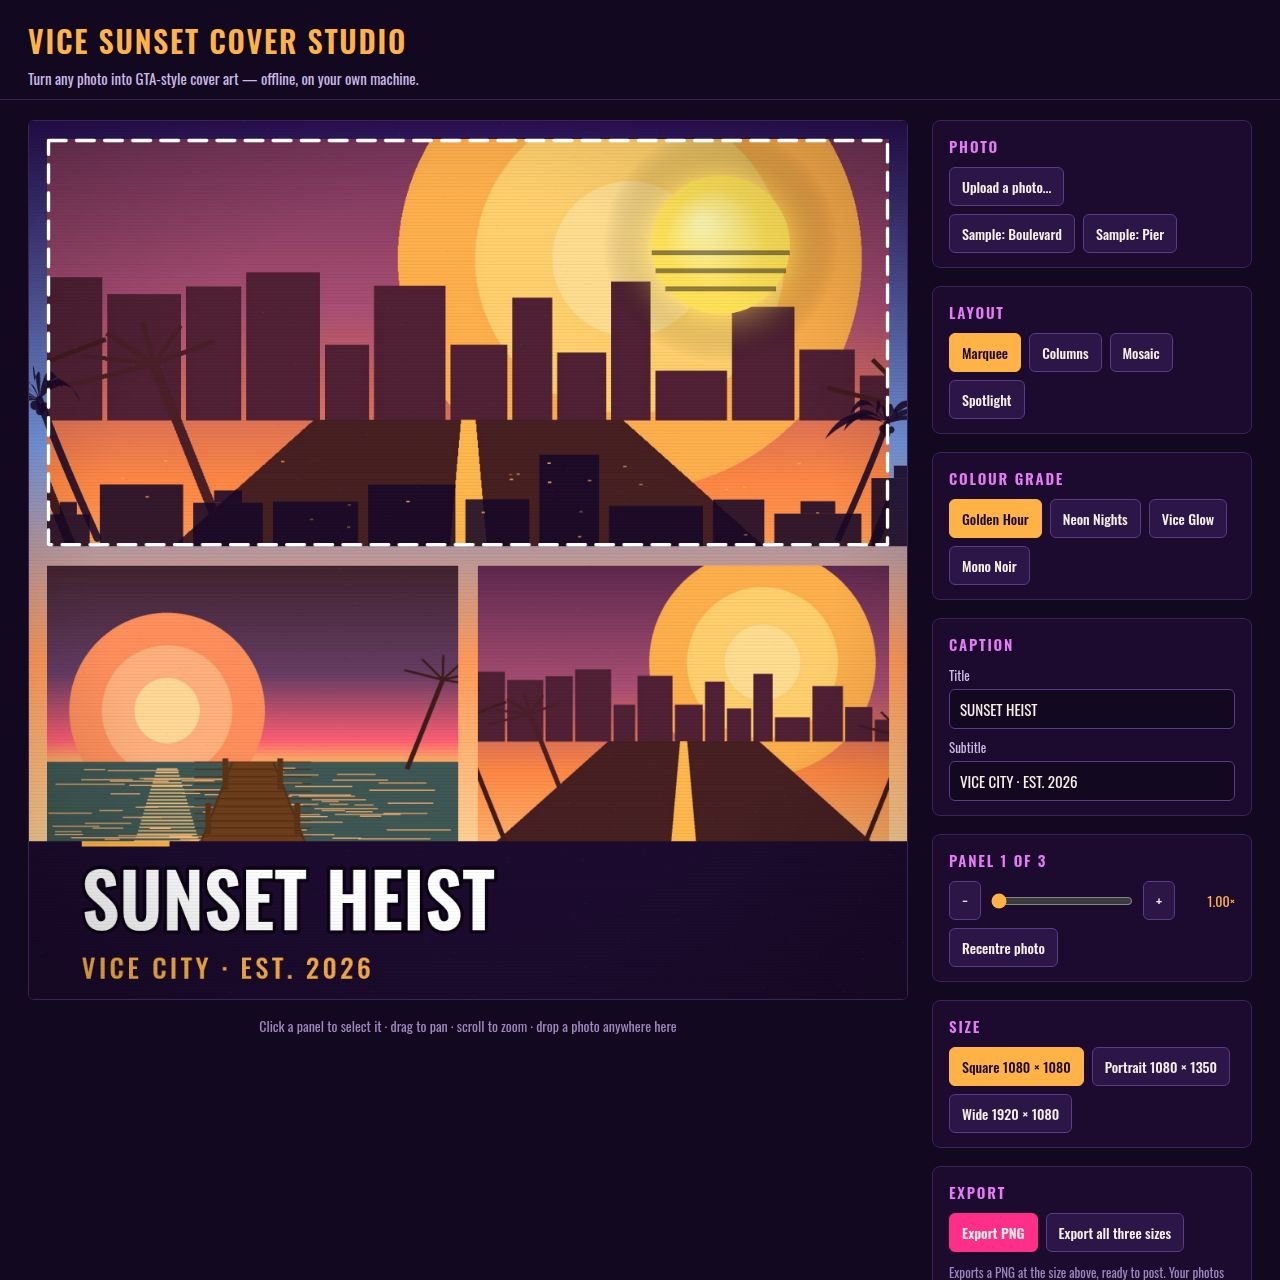 VICE SUNSET COVER STUDIO
Turn any photo into GTA-style cover art — offline, on your own machine.
SUNSET HEIST
VICE CITY · EST. 2026
Click a panel to select it · drag to pan · scroll to zoom · drop a photo anywhere here
PHOTO
Upload a photo...
Sample: Boulevard Sample: Pier
LAYOUT
Marquee Columns Mosaic
Spotlight
COLOUR GRADE
Golden Hour Neon Nights Vice Glow
Mono Noir
CAPTION
Title
SUNSET HEIST
Subtitle
VICE CITY · EST. 2026
PANEL 1 OF 3
- + 1.00×
Recentre photo
SIZE
Square 1080 × 1080 Portrait 1080 × 1350
Wide 1920 × 1080
EXPORT
Export PNG Export all three sizes
Exports a PNG at the size above, ready to post. Your photos